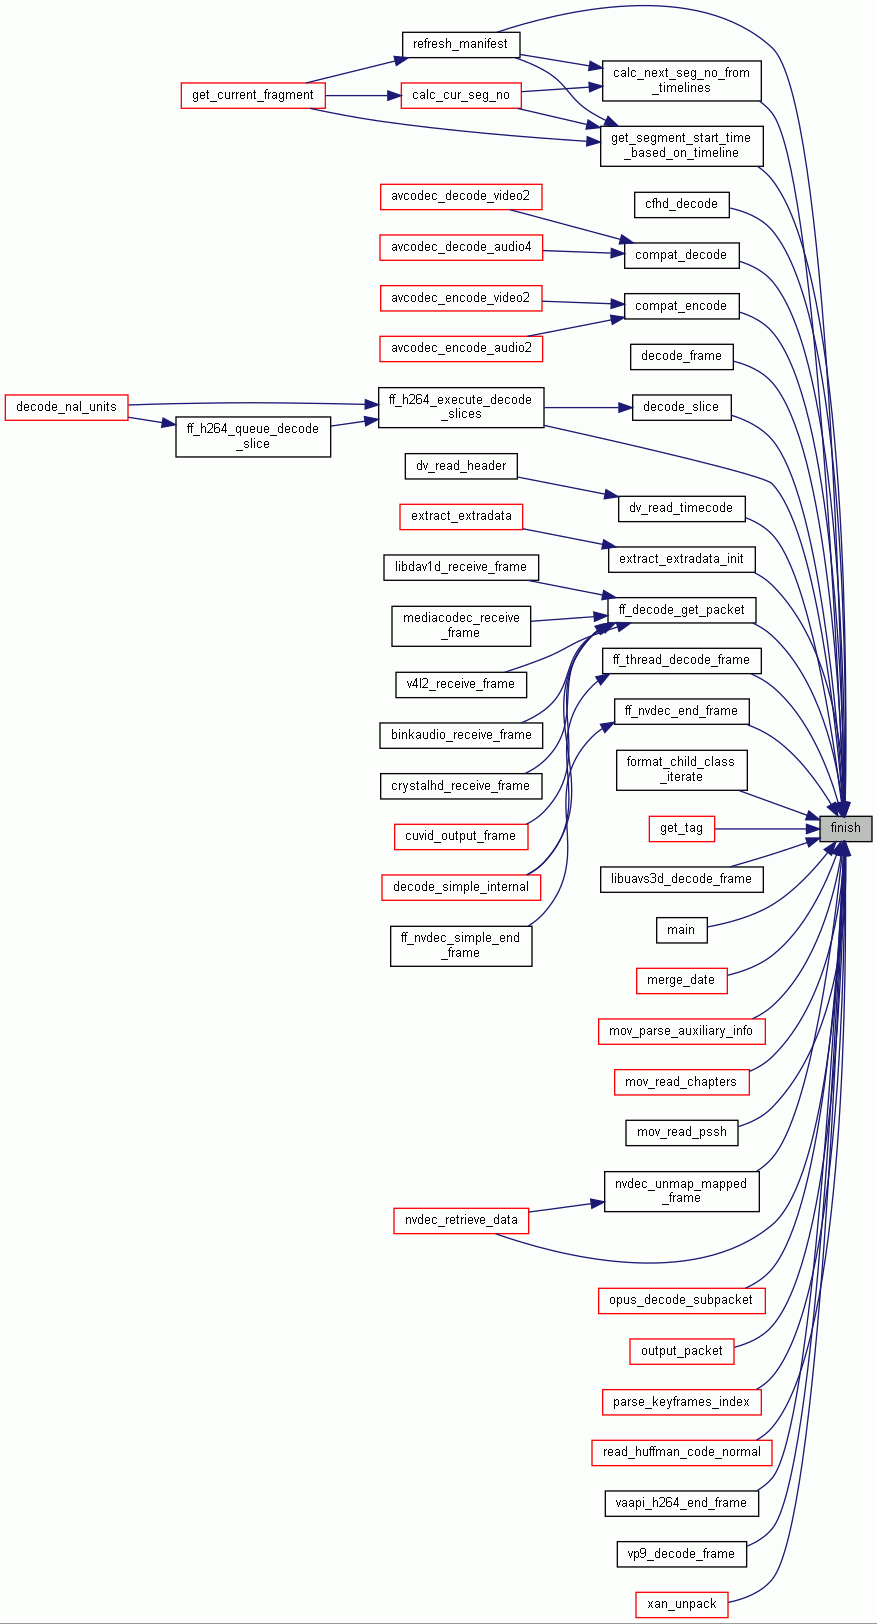 refresh_manifest
calc_next_seg_no_from
_timelines
get_current_fragment
calc_cur_seg_no
get_segment_start_time
_based_on_timeline
avcodec_decode_video2
cfhd_decode
avcodec_decode_audio4
compat_decode
avcodec_encode_video2
compat_encode
avcodec_encode_audio2
decode_frame
decode_nal_units
ff_h264_execute_decode
_slices
decode_slice
ff_h264_queue_decode
_slice
dv_read_header
dv_read_timecode
extract_extradata
extract_extradata_init
libdav1d_receive_frame
ff_decode_get_packet
mediacodec_receive
_frame
ff_thread_decode_frame
v4l2_receive_frame
ff_nvdec_end_frame
binkaudio_receive_frame
format_child_class
_iterate
crystalhd_receive_frame
get_tag
finish
cuvid_output_frame
libuavs3d_decode_frame
decode_simple_internal
main
ff_nvdec_simple_end
_frame
merge_date
mov_parse_auxiliary_info
mov_read_chapters
mov_read_pssh
nvdec_unmap_mapped
_frame
nvdec_retrieve_data
opus_decode_subpacket
output_packet
parse_keyframes_index
read_huffman_code_normal
vaapi_h264_end_frame
vp9_decode_frame
xan_unpack